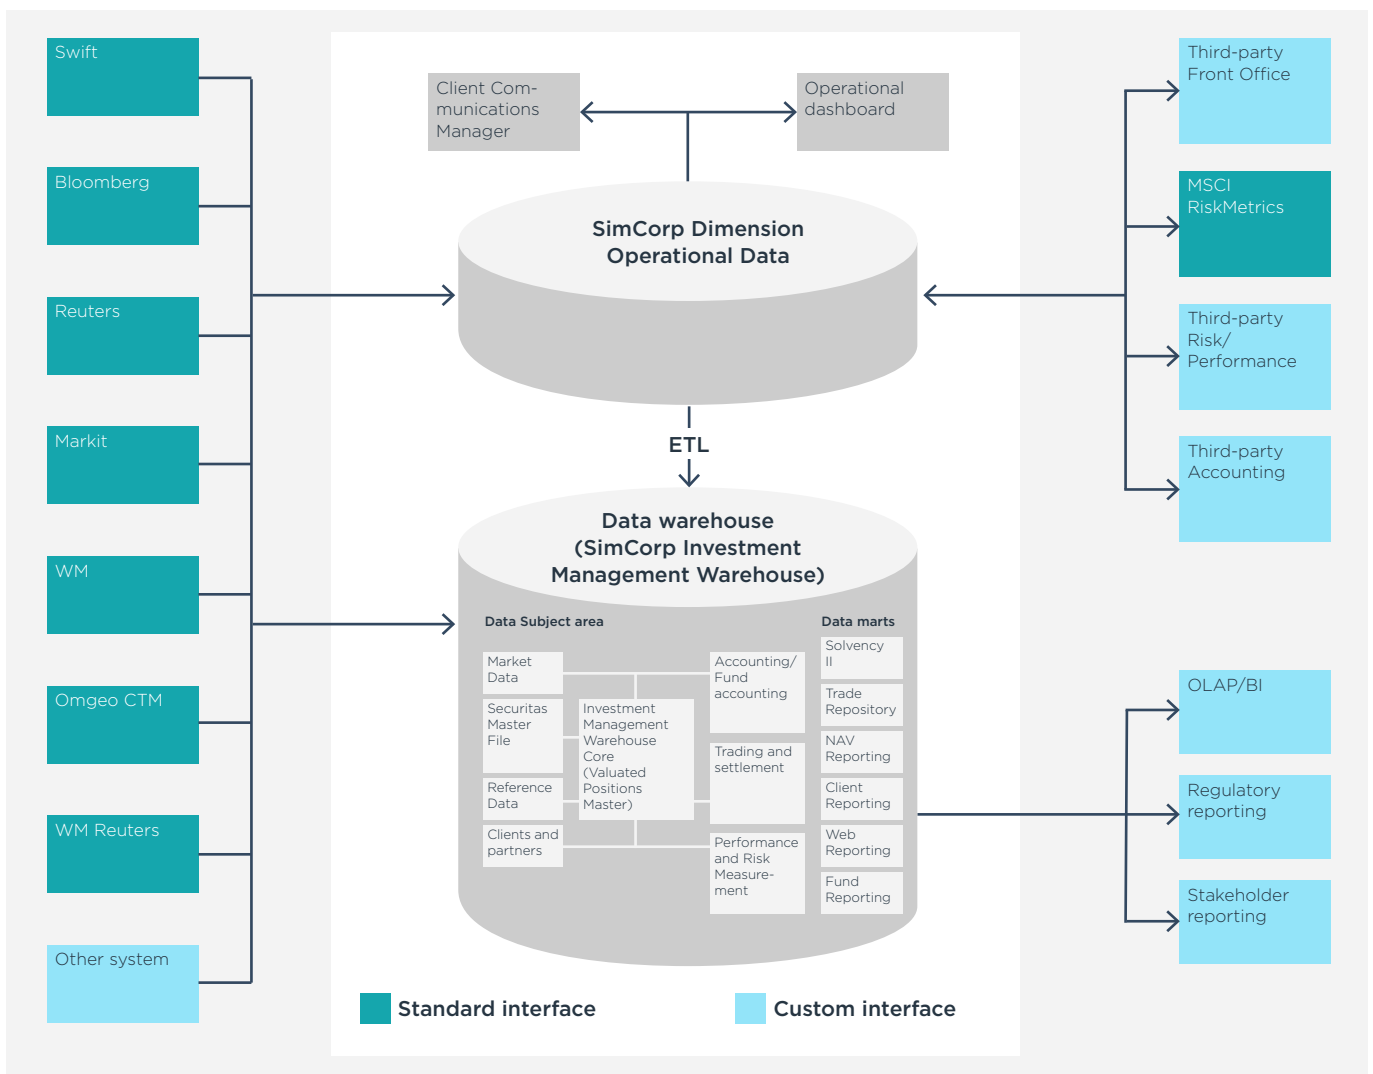 Swift
Bloomberg
Reuters
Markit
WM
Omgeo CTM
WM Reuters
Other system
Client Com-
munications
Manager
Operational
dashboard
SimCorp Dimension
Operational Data
ETL
Data warehouse
(SimCorp Investment
Management Warehouse)
Data Subject area
Market
Data
Securitas
Master
File
Reference
Data
Clients and
partners
Investment
Management
Warehouse
Core
(Valuated
Positions
Master)
Accounting/
Fund
accounting
Trading and
settlement
Performance
and Risk
Measure-
ment
Data marts
Solvency
II
Trade
Repository
NAV
Reporting
Client
Reporting
Web
Reporting
Fund
Reporting
Third-party
Front Office
MSCI
RiskMetrics
Third-party
Risk/
Performance
Third-party
Accounting
OLAP/BI
Regulatory
reporting
Stakeholder
reporting
Standard interface
Custom interface